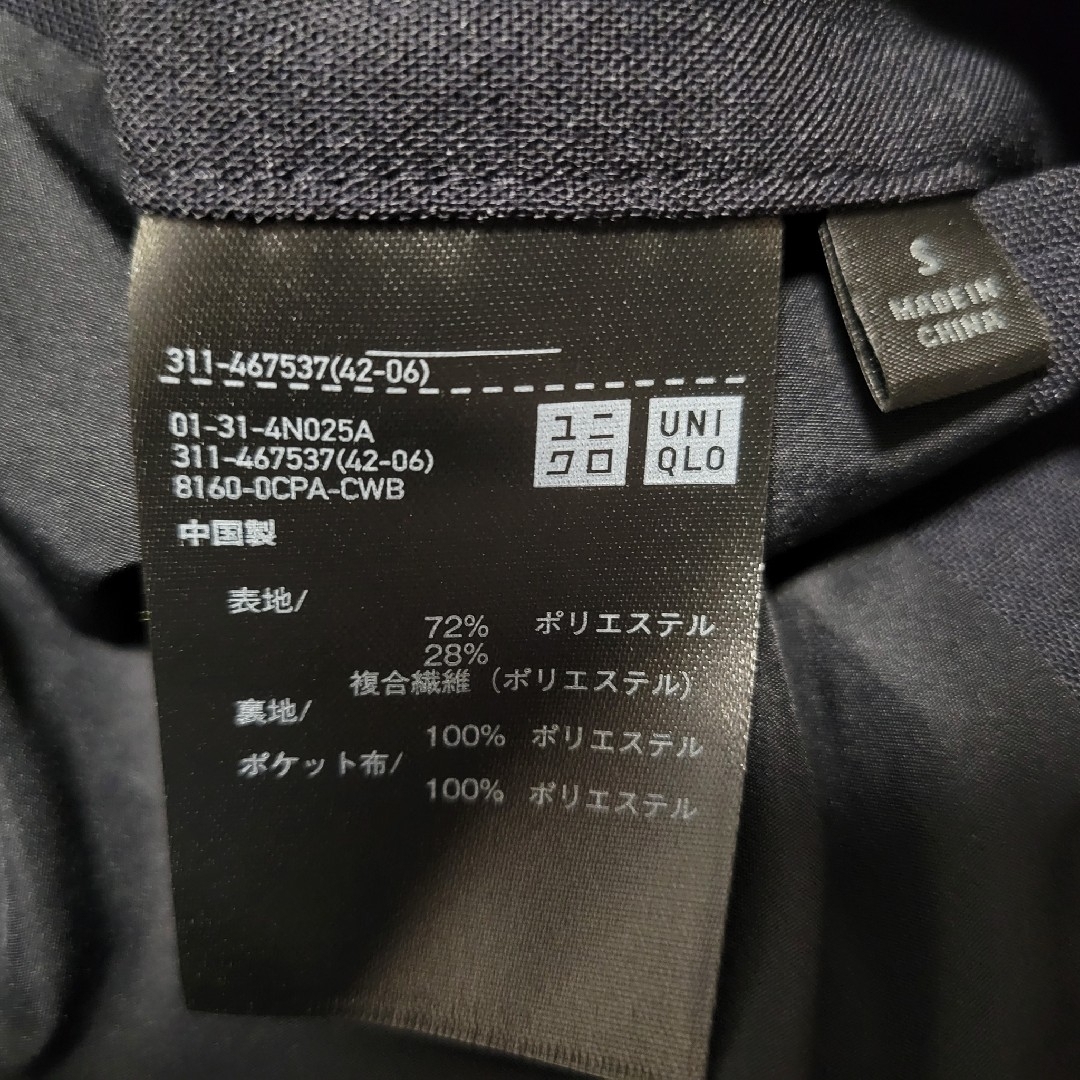 311-467537(42-06)
01-31-4N025A
311-467537(42-06)
8160-0CPA-CWB
中国製
ユニ
クロ
UNI
QLO
表地/
72% ポリエステル
28%
複合繊維 (ポリエステル)
裏地/
100% ポリエステル
ポケット布/
100% ポリエステル
S
MADE IN
CHINA